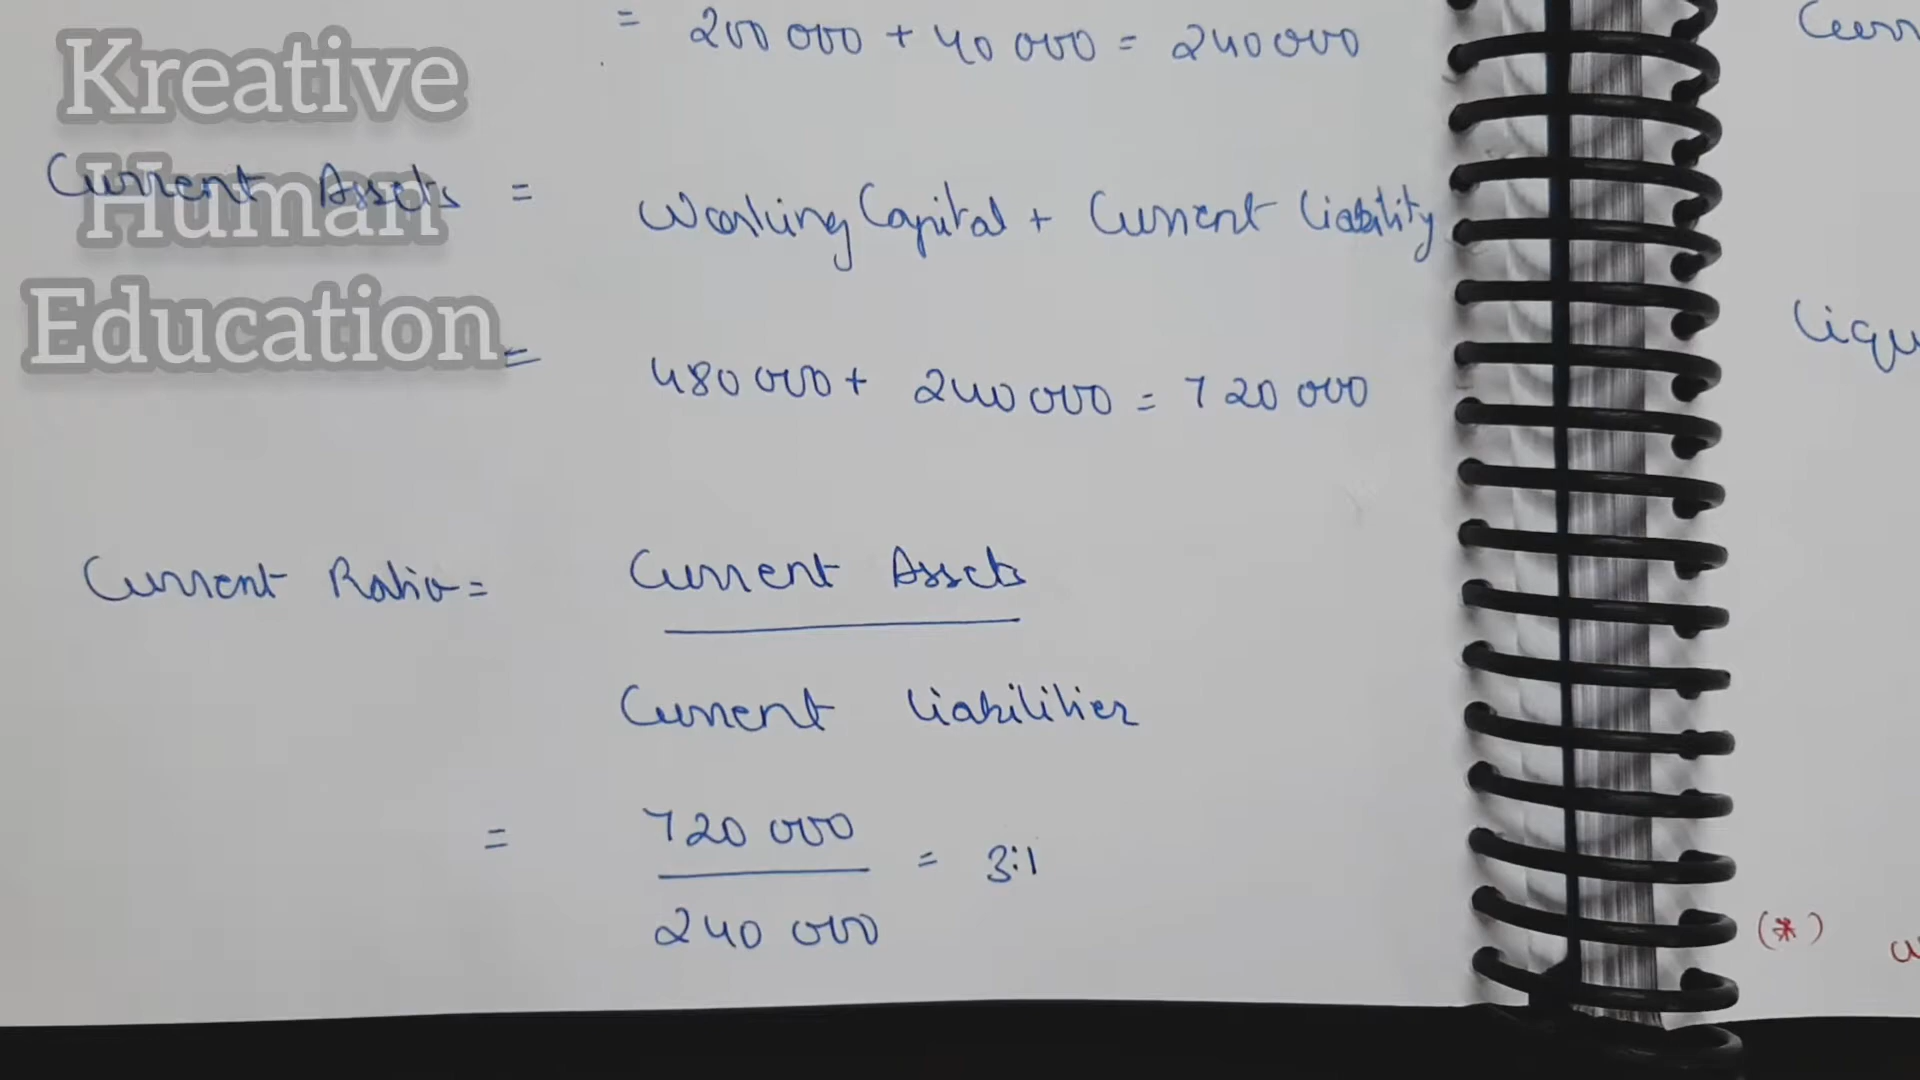 = 200 000 + 40 000 = 240 000
Kreative
Human
Education
Current Assets = Working Capital + Current Liability
= 480 000 + 240 000 = 720 000
Current Ratio = Current Assets
Current Liabilities
= 720 000 = 3:1
240 000
(*)